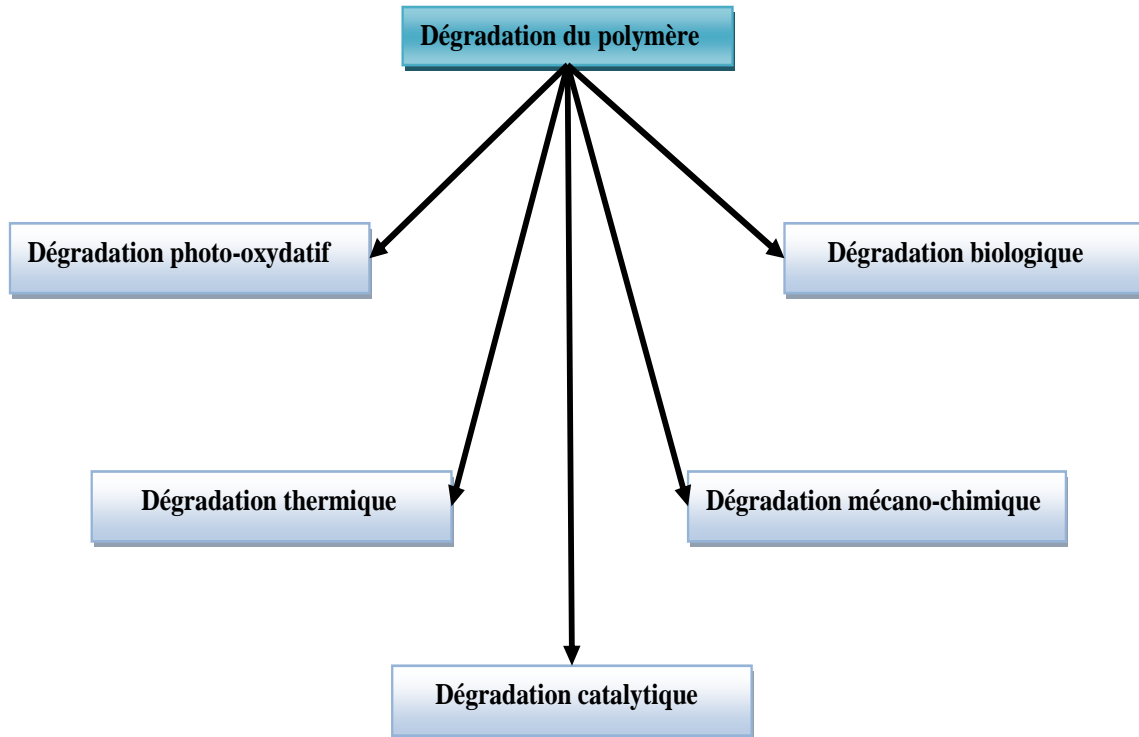 Dégradation du polymère
Dégradation photo-oxydatif
Dégradation biologique
Dégradation thermique
Dégradation mécano-chimique
Dégradation catalytique